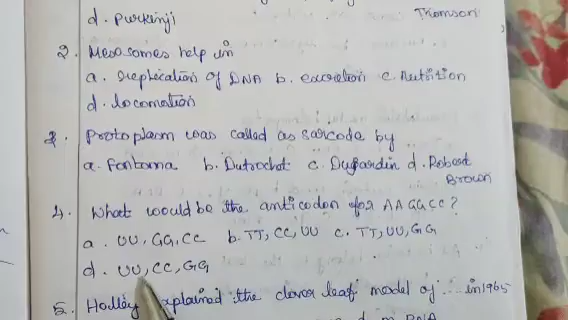 d. Purkinji Thomson
2. Mesosomes help in
a. Replication of DNA b. excretion c. Nutrition
d. locomotion
3. Protoplasm was called as sarcode by
a. Fontana b. Dutrochet c. Dujardin d. Robert
Brown
4. What would be the anticodon for AAGGCC?
a. UU, GG, CC b. TT, CC, UU c. TT, UU, GG
d. UU, CC, GG
5. Holley explained the clover leaf model of .... in 1965
RNA